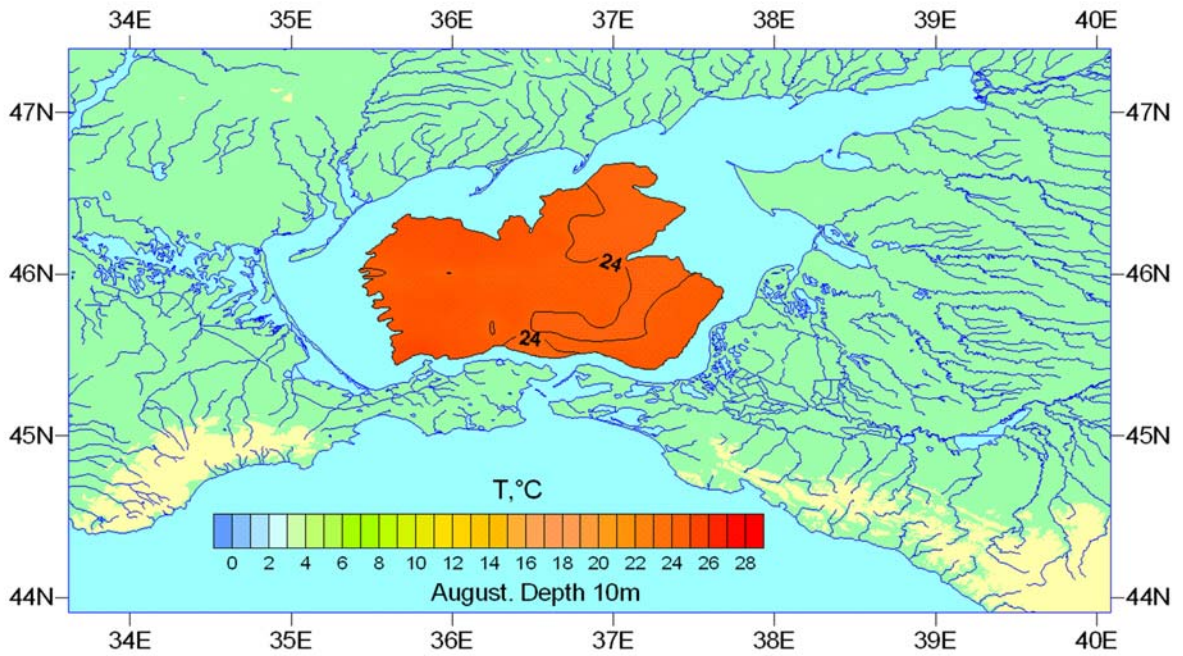 34E 35E 36E 37E 38E 39E 40E
47N 47N
24
46N 46N
24
45N 45N
T,°C
0 2 4 6 8 10 12 14 16 18 20 22 24 26 28
August. Depth 10m
44N 44N
34E 35E 36E 37E 38E 39E 40E